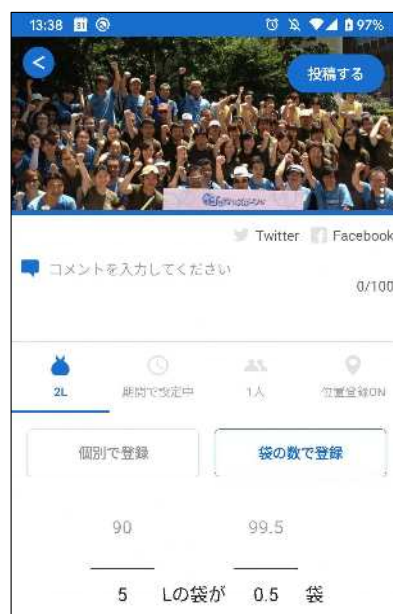 13:38 31 97%
投稿する
Twitter Facebook
コメントを入力してください
0/100
2L 期間で設定中 1人 位置登録ON
個別で登録 袋の数で登録
90 99.5
5 Lの袋が 0.5 袋